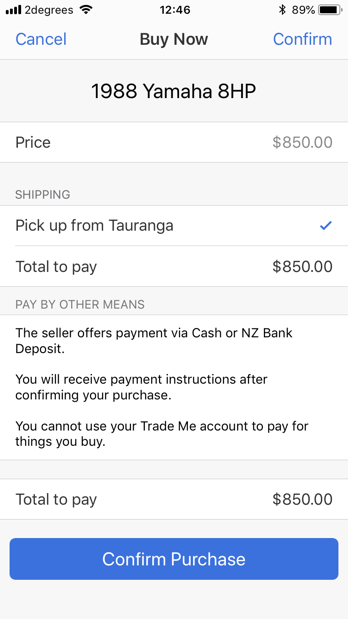 2degrees 12:46 89%
Cancel Buy Now Confirm
1988 Yamaha 8HP
Price $850.00
SHIPPING
Pick up from Tauranga
Total to pay $850.00
PAY BY OTHER MEANS
The seller offers payment via Cash or NZ Bank
Deposit.
You will receive payment instructions after
confirming your purchase.
You cannot use your Trade Me account to pay for
things you buy.
Total to pay $850.00
Confirm Purchase